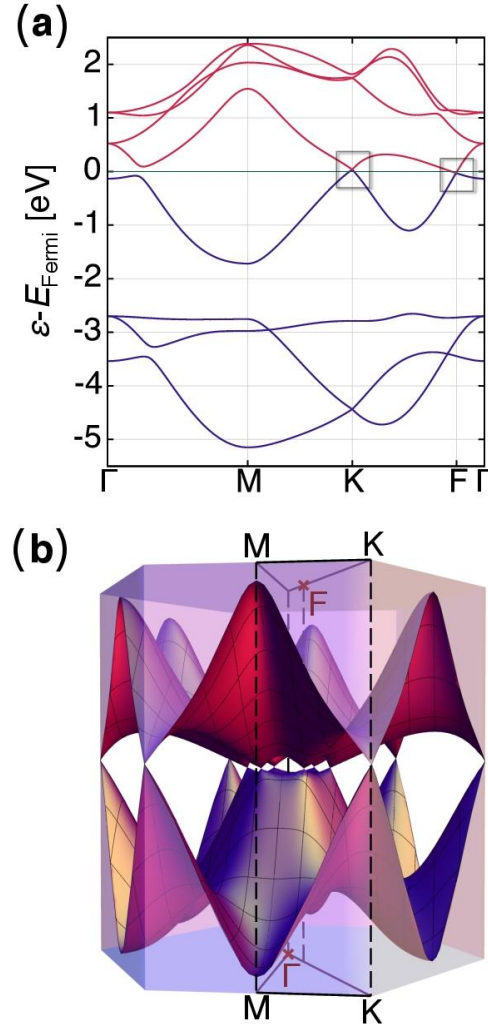 (a)
ε-E_Fermi [eV]
2
1
0
-1
-2
-3
-4
-5
Γ M K F Γ
(b)
M K
F
Γ
M K